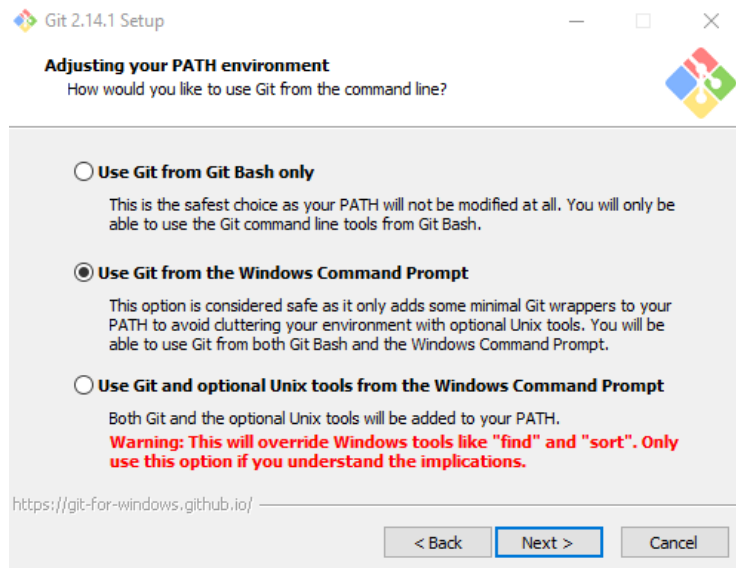 Git 2.14.1 Setup
Adjusting your PATH environment
How would you like to use Git from the command line?
Use Git from Git Bash only
This is the safest choice as your PATH will not be modified at all. You will only be
able to use the Git command line tools from Git Bash.
Use Git from the Windows Command Prompt
This option is considered safe as it only adds some minimal Git wrappers to your
PATH to avoid cluttering your environment with optional Unix tools. You will be
able to use Git from both Git Bash and the Windows Command Prompt.
Use Git and optional Unix tools from the Windows Command Prompt
Both Git and the optional Unix tools will be added to your PATH.
Warning: This will override Windows tools like "find" and "sort". Only
use this option if you understand the implications.
https://git-for-windows.github.io/
< Back Next > Cancel